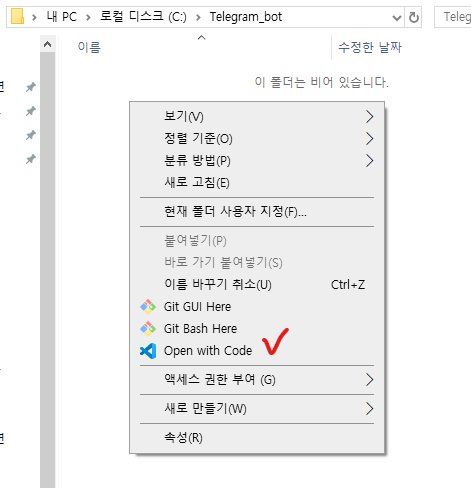 내 PC > 로컬 디스크 (C:) > Telegram_bot
Teleg
이름
수정한 날짜
이 폴더는 비어 있습니다.
보기(V)
정렬 기준(O)
분류 방법(P)
새로 고침(E)
현재 폴더 사용자 지정(F)...
붙여넣기(P)
바로 가기 붙여넣기(S)
이름 바꾸기 취소(U) Ctrl+Z
Git GUI Here
Git Bash Here
Open with Code
액세스 권한 부여 (G)
새로 만들기(W)
속성(R)